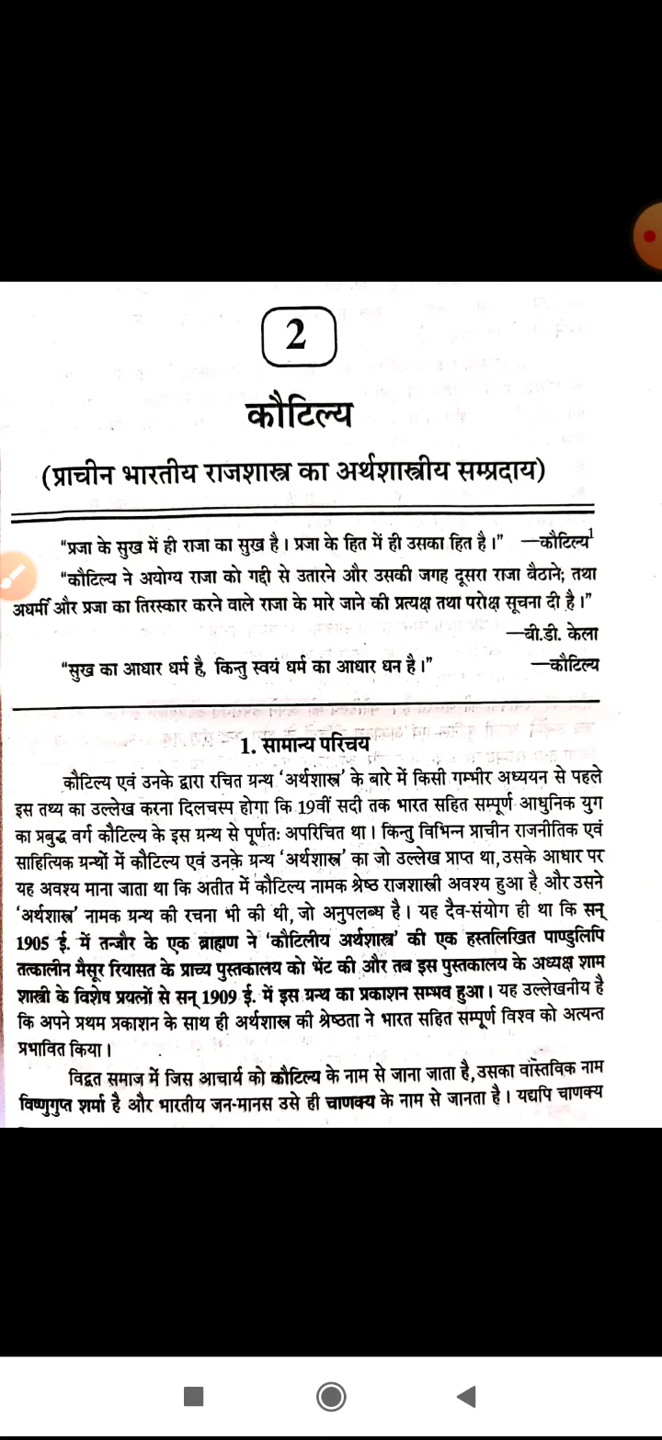 2
कौटिल्य
(प्राचीन भारतीय राजशास्त्र का अर्थशास्त्रीय सम्प्रदाय)
“प्रजा के सुख में ही राजा का सुख है। प्रजा के हित में ही उसका हित है।” —कौटिल्य¹
“कौटिल्य ने अयोग्य राजा को गद्दी से उतारने और उसकी जगह दूसरा राजा बैठाने; तथा
अधर्मी और प्रजा का तिरस्कार करने वाले राजा के मारे जाने की प्रत्यक्ष तथा परोक्ष सूचना दी है।”
—बी.डी. केला
“सुख का आधार धर्म है, किन्तु स्वयं धर्म का आधार धन है।” —कौटिल्य
1. सामान्य परिचय
कौटिल्य एवं उनके द्वारा रचित ग्रन्थ ‘अर्थशास्त्र’ के बारे में किसी गम्भीर अध्ययन से पहले
इस तथ्य का उल्लेख करना दिलचस्प होगा कि 19वीं सदी तक भारत सहित सम्पूर्ण आधुनिक युग
का प्रबुद्ध वर्ग कौटिल्य के इस ग्रन्थ से पूर्णतः अपरिचित था। किन्तु विभिन्न प्राचीन राजनीतिक एवं
साहित्यिक ग्रन्थों में कौटिल्य एवं उनके ग्रन्थ ‘अर्थशास्त्र’ का जो उल्लेख प्राप्त था, उसके आधार पर
यह अवश्य माना जाता था कि अतीत में कौटिल्य नामक श्रेष्ठ राजशास्त्री अवश्य हुआ है और उसने
‘अर्थशास्त्र’ नामक ग्रन्थ की रचना भी की थी, जो अनुपलब्ध है। यह दैव-संयोग ही था कि सन्
1905 ई. में तन्जौर के एक ब्राह्मण ने ‘कौटिलीय अर्थशास्त्र’ की एक हस्तलिखित पाण्डुलिपि
तत्कालीन मैसूर रियासत के प्राच्य पुस्तकालय को भेंट की और तब इस पुस्तकालय के अध्यक्ष शाम
शास्त्री के विशेष प्रयत्नों से सन् 1909 ई. में इस ग्रन्थ का प्रकाशन सम्भव हुआ। यह उल्लेखनीय है
कि अपने प्रथम प्रकाशन के साथ ही अर्थशास्त्र की श्रेष्ठता ने भारत सहित सम्पूर्ण विश्व को अत्यन्त
प्रभावित किया।
विद्वत समाज में जिस आचार्य को कौटिल्य के नाम से जाना जाता है, उसका वास्तविक नाम
विष्णुगुप्त शर्मा है और भारतीय जन-मानस उसे ही चाणक्य के नाम से जानता है। यद्यपि चाणक्य